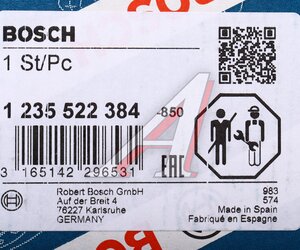 BOSCH
1 St/Pc
1 235 522 384 -850
3 165142 296531
EAC
Robert Bosch GmbH
Auf der Breit 4
76227 Karlsruhe
GERMANY
983
574
Made in Spain
Fabriqué en Espagne